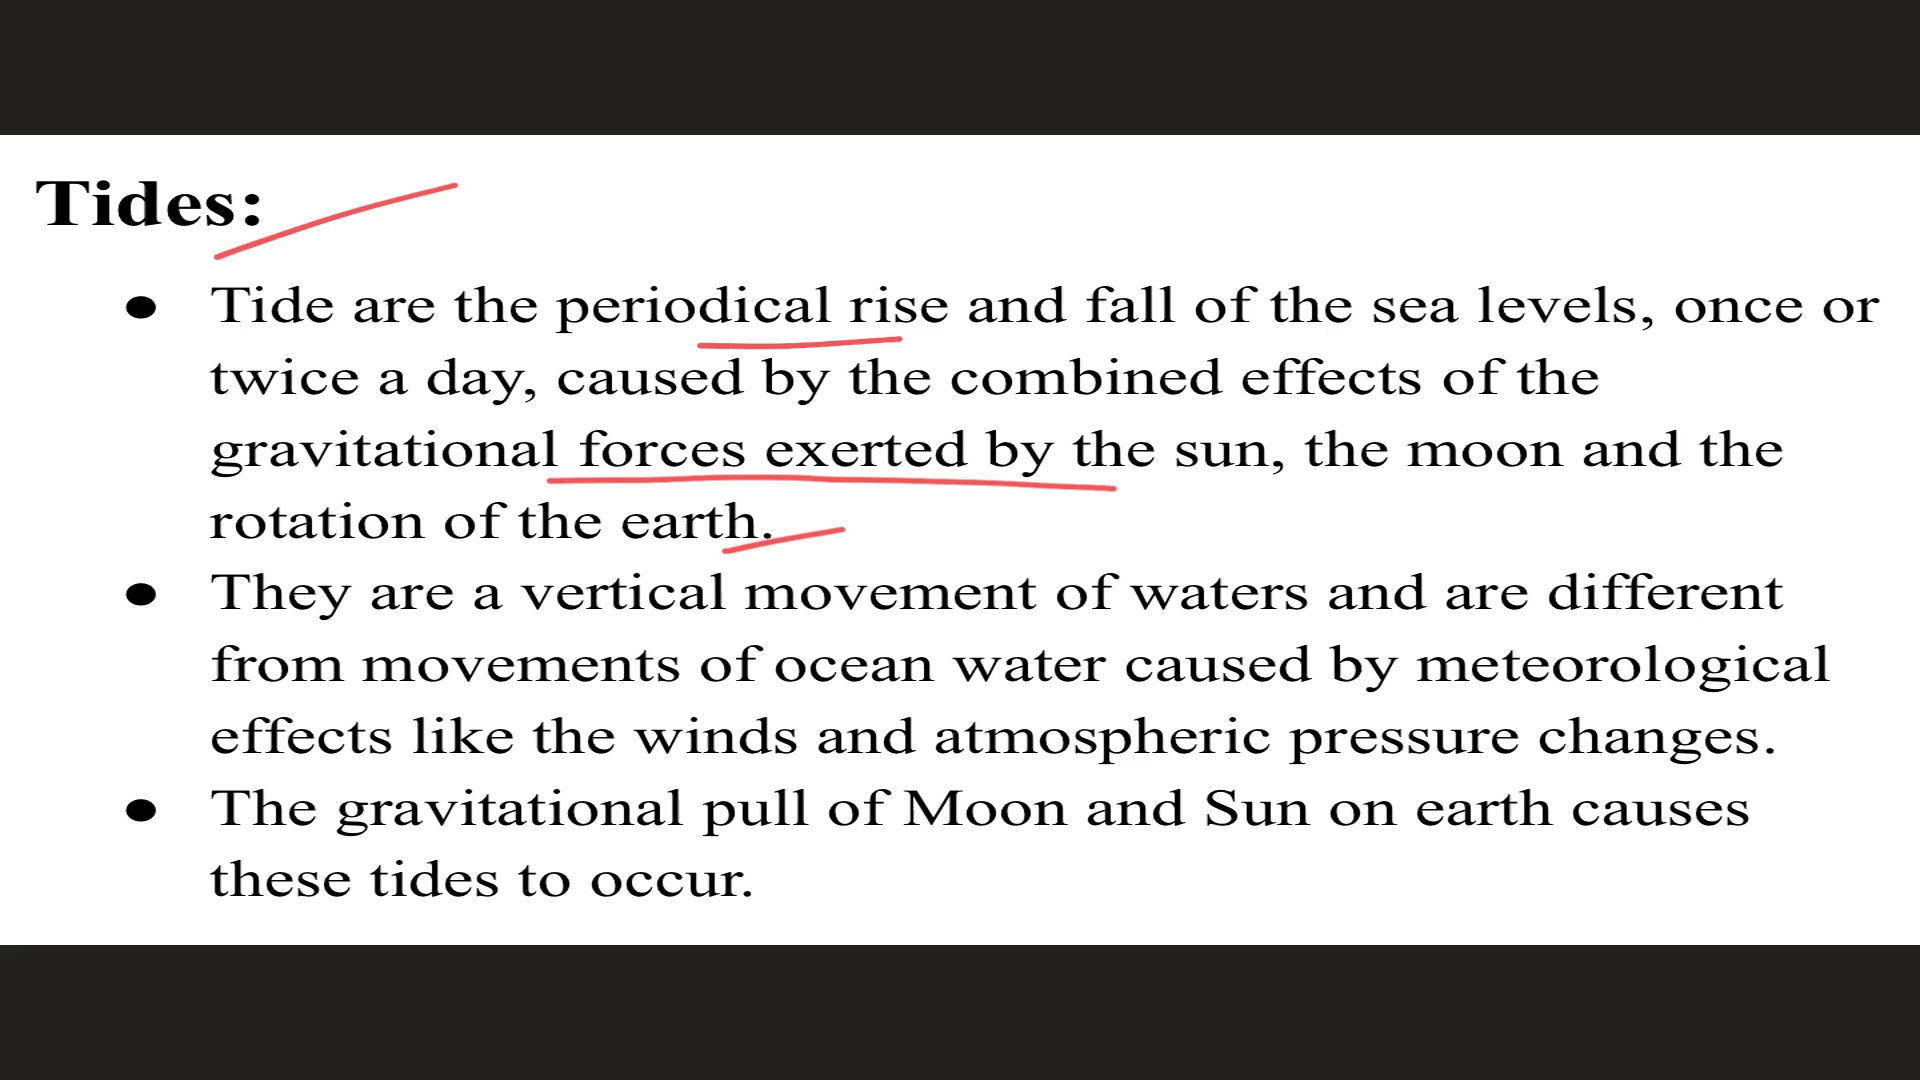 Tides:
● Tide are the periodical rise and fall of the sea levels, once or
twice a day, caused by the combined effects of the
gravitational forces exerted by the sun, the moon and the
rotation of the earth.
● They are a vertical movement of waters and are different
from movements of ocean water caused by meteorological
effects like the winds and atmospheric pressure changes.
● The gravitational pull of Moon and Sun on earth causes
these tides to occur.